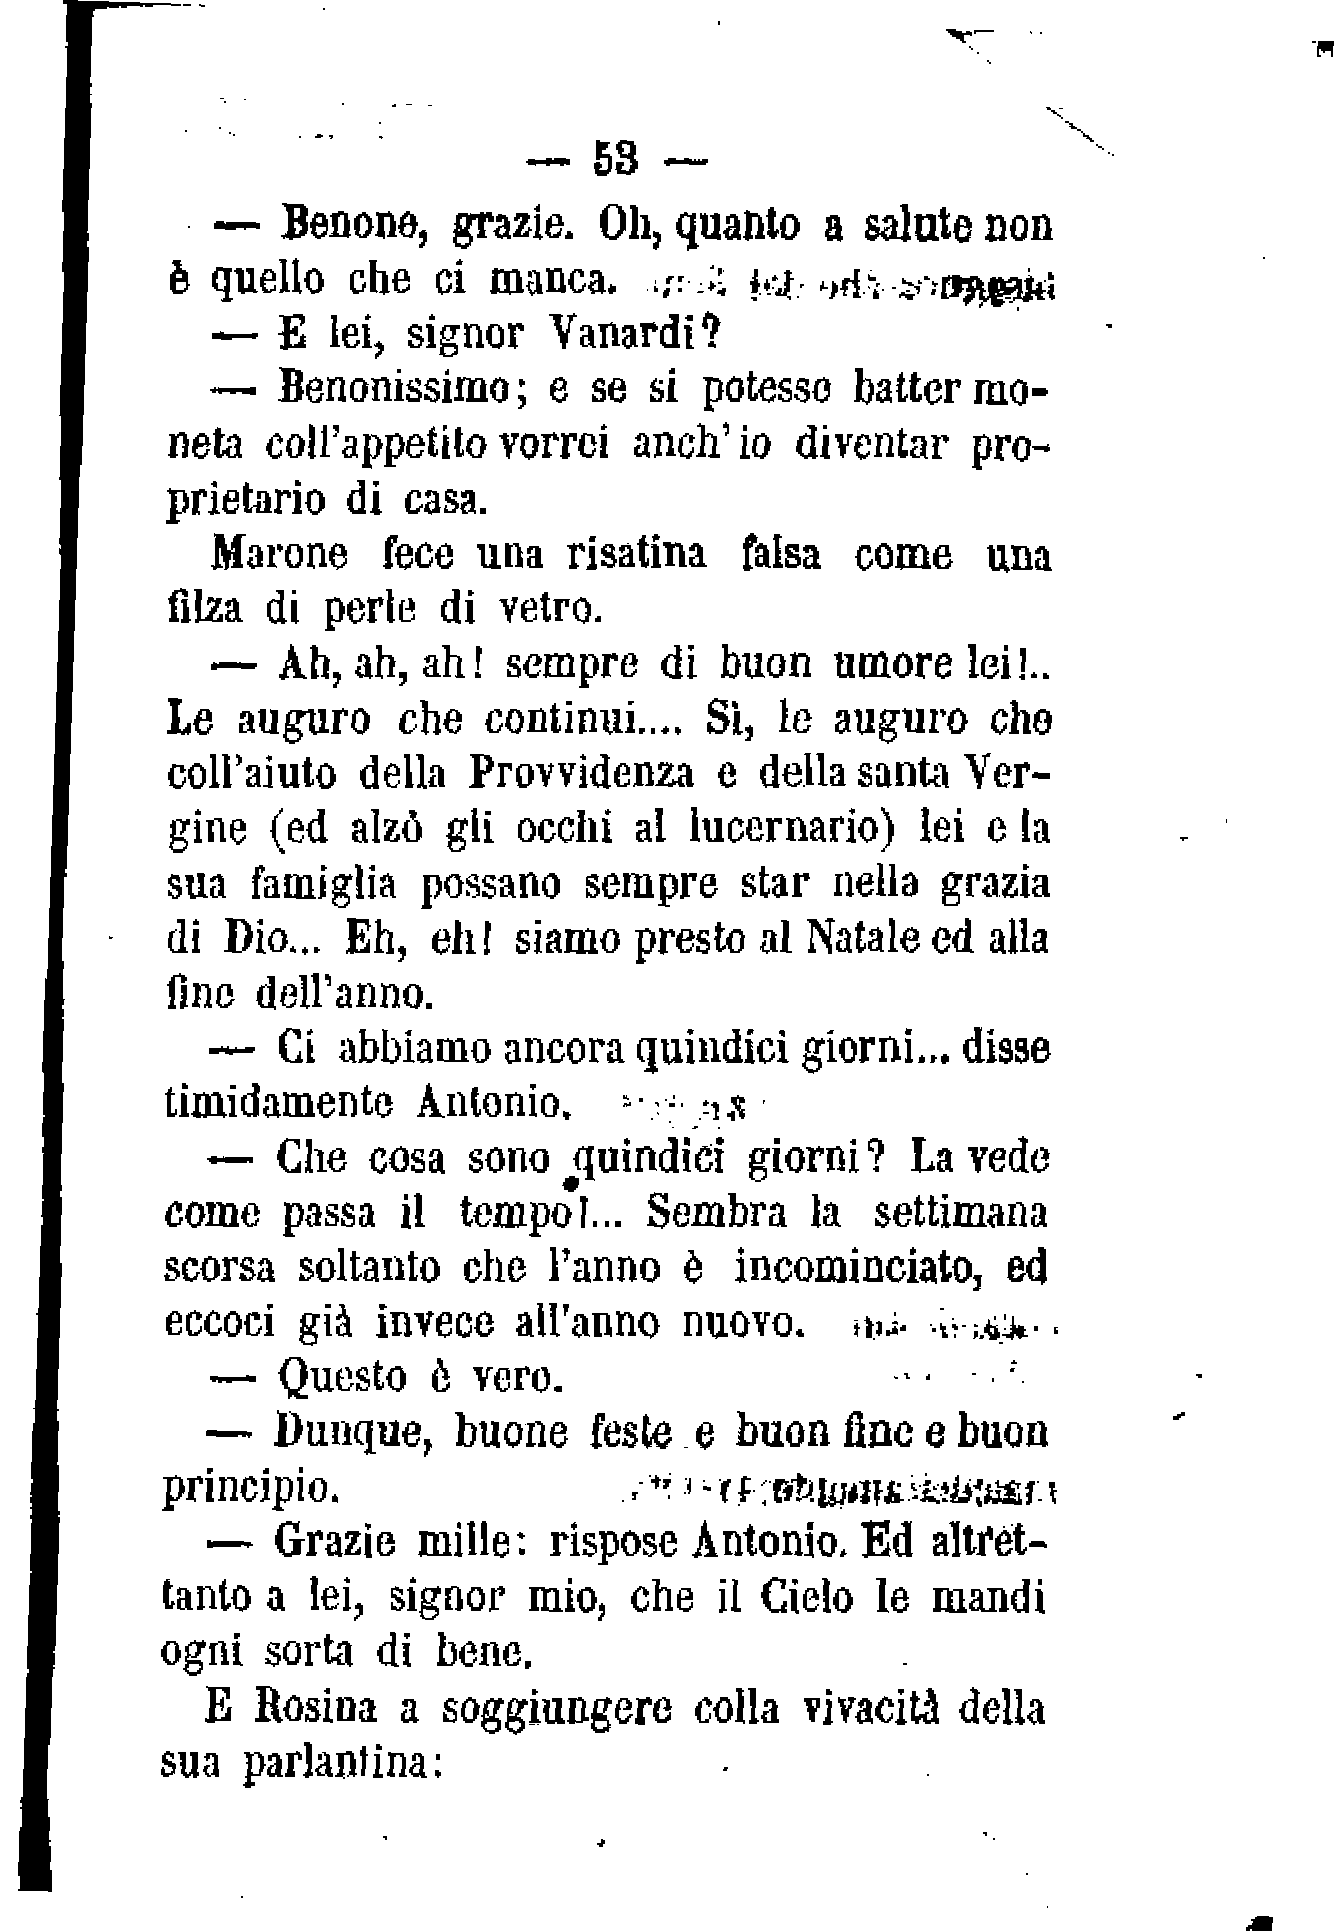 — 53 —
— Benone, grazie. Oh, quanto a salute non
è quello che ci manca.
— E lei, signor Vanardi?
— Benonissimo; e se si potesse batter mo-
neta coll'appetito vorrei anch'io diventar pro-
prietario di casa.
Marone fece una risatina falsa come una
filza di perle di vetro.
— Ah, ah, ah! sempre di buon umore lei!..
Le auguro che continui.... Sì, le auguro che
coll'aiuto della Provvidenza e della santa Ver-
gine (ed alzò gli occhi al lucernario) lei e la
sua famiglia possano sempre star nella grazia
di Dio... Eh, eh! siamo presto al Natale ed alla
fine dell'anno.
— Ci abbiamo ancora quindici giorni... disse
timidamente Antonio.
— Che cosa sono quindici giorni? La vede
come passa il tempo!... Sembra la settimana
scorsa soltanto che l'anno è incominciato, ed
eccoci già invece all'anno nuovo.
— Questo è vero.
— Dunque, buone feste e buon fine e buon
principio.
— Grazie mille: rispose Antonio. Ed altret-
tanto a lei, signor mio, che il Cielo le mandi
ogni sorta di bene.
E Rosina a soggiungere colla vivacità della
sua parlantina: